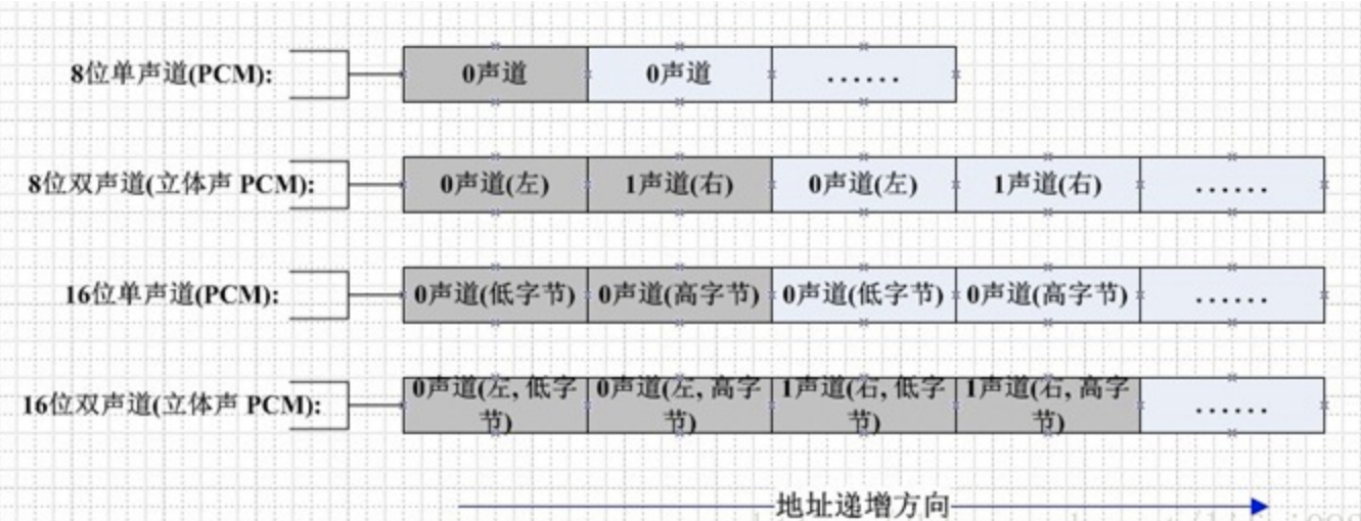 8位单声道(PCM): 0声道 0声道 ......
8位双声道(立体声 PCM): 0声道(左) 1声道(右) 0声道(左) 1声道(右) ......
16位单声道(PCM): 0声道(低字节) 0声道(高字节) 0声道(低字节) 0声道(高字节) ......
16位双声道(立体声 PCM): 0声道(左, 低字节) 0声道(左, 高字节) 1声道(右, 低字节) 1声道(右, 高字节) ......
地址递增方向